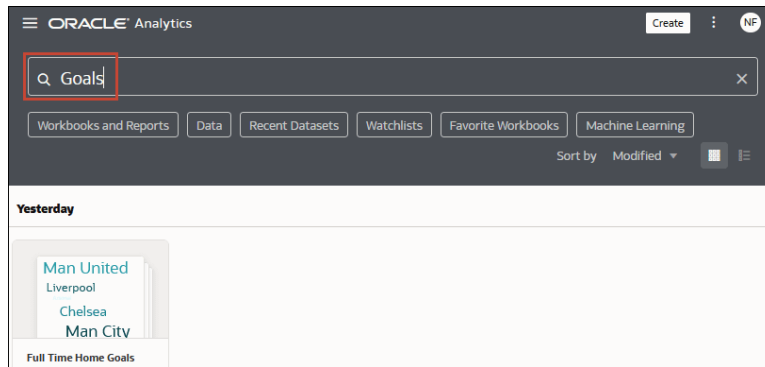 ORACLE® Analytics
Create
NF
Goals
Workbooks and Reports Data Recent Datasets Watchlists Favorite Workbooks Machine Learning
Sort by Modified
Yesterday
Man United
Liverpool
Chelsea
Man City
Full Time Home Goals